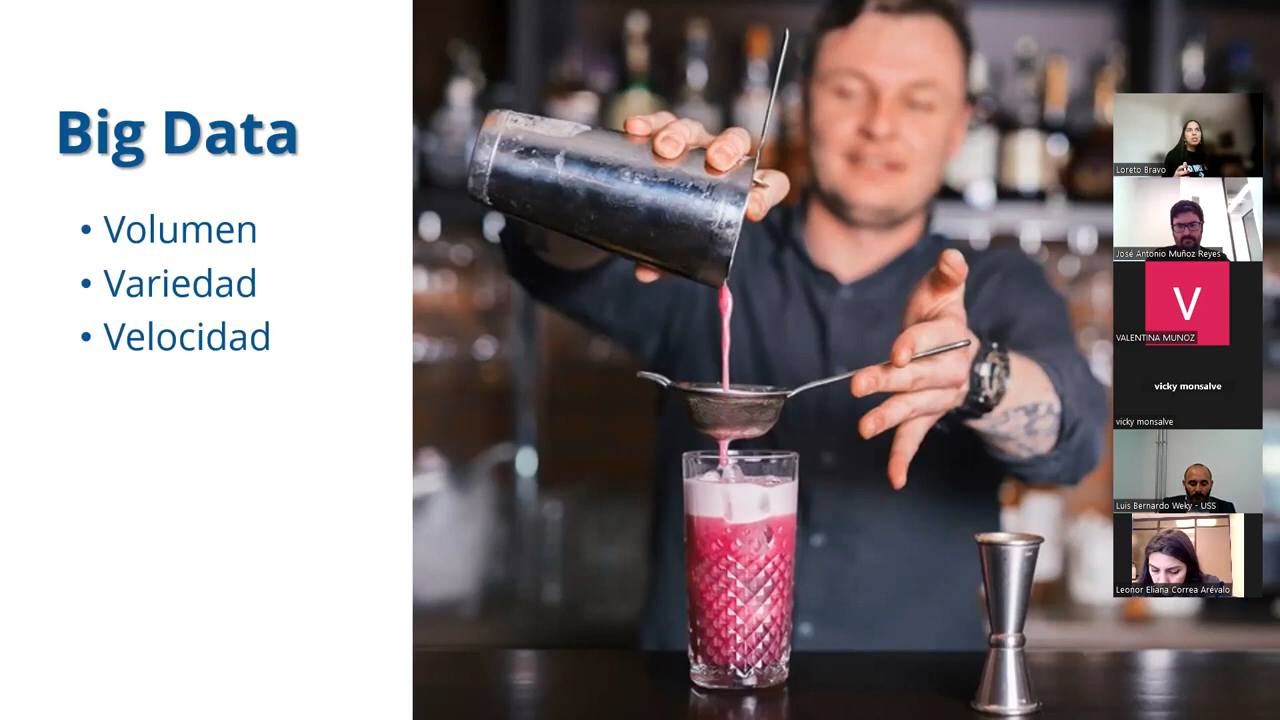 Big Data
• Volumen
• Variedad
• Velocidad
Loreto Bravo
José Antonio Muñoz Reyes
V
VALENTINA MUNOZ
vicky monsalve
vicky monsalve
Luis Bernardo Weky - USS
Leonor Eliana Correa Arévalo